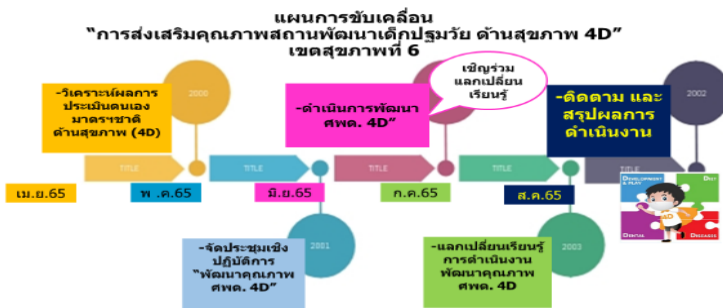 แผนการขับเคลื่อน
“การส่งเสริมคุณภาพสถานพัฒนาเด็กปฐมวัย ด้านสุขภาพ 4D”
เขตสุขภาพที่ 6
2000
-วิเคราะห์ผลการ
ประเมินตนเอง
มาตรฯชาติ
ด้านสุขภาพ (4D)
-ดำเนินการพัฒนา
ศพด. 4D”
เชิญร่วม
แลกเปลี่ยน
เรียนรู้
2002
-ติดตาม และ
สรุปผลการ
ดำเนินงาน
TITLE
TITLE
TITLE
TITLE
TITLE
เม.ย.65
พ .ค.65
มิ.ย.65
ก.ค.65
ส.ค.65
-จัดประชุมเชิง
ปฏิบัติการ
“พัฒนาคุณภาพ
ศพด. 4D”
2001
-แลกเปลี่ยนเรียนรู้
การดำเนินงาน
พัฒนาคุณภาพ
ศพด. 4D
2003
DEVELOPMENT
& PLAY
DIET
4D
DENTAL
DISEASES